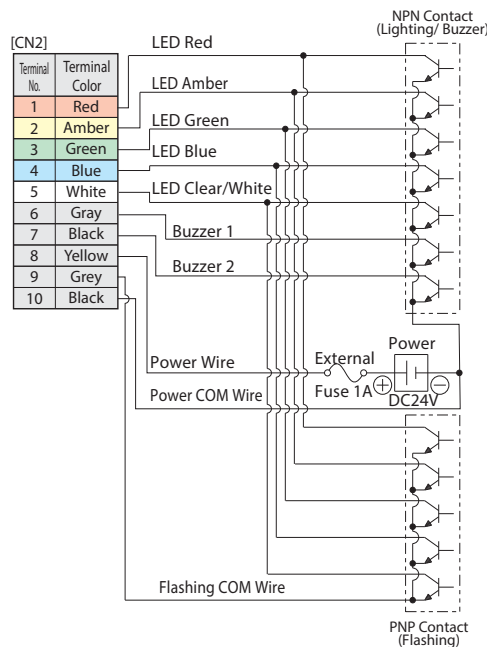 NPN Contact
(Lighting/ Buzzer)
[CN2]
Terminal No. Terminal Color
1 Red
2 Amber
3 Green
4 Blue
5 White
6 Gray
7 Black
8 Yellow
9 Grey
10 Black
LED Red
LED Amber
LED Green
LED Blue
LED Clear/White
Buzzer 1
Buzzer 2
Power Wire
External
Fuse 1A
Power
+ −
DC24V
Power COM Wire
Flashing COM Wire
PNP Contact
(Flashing)